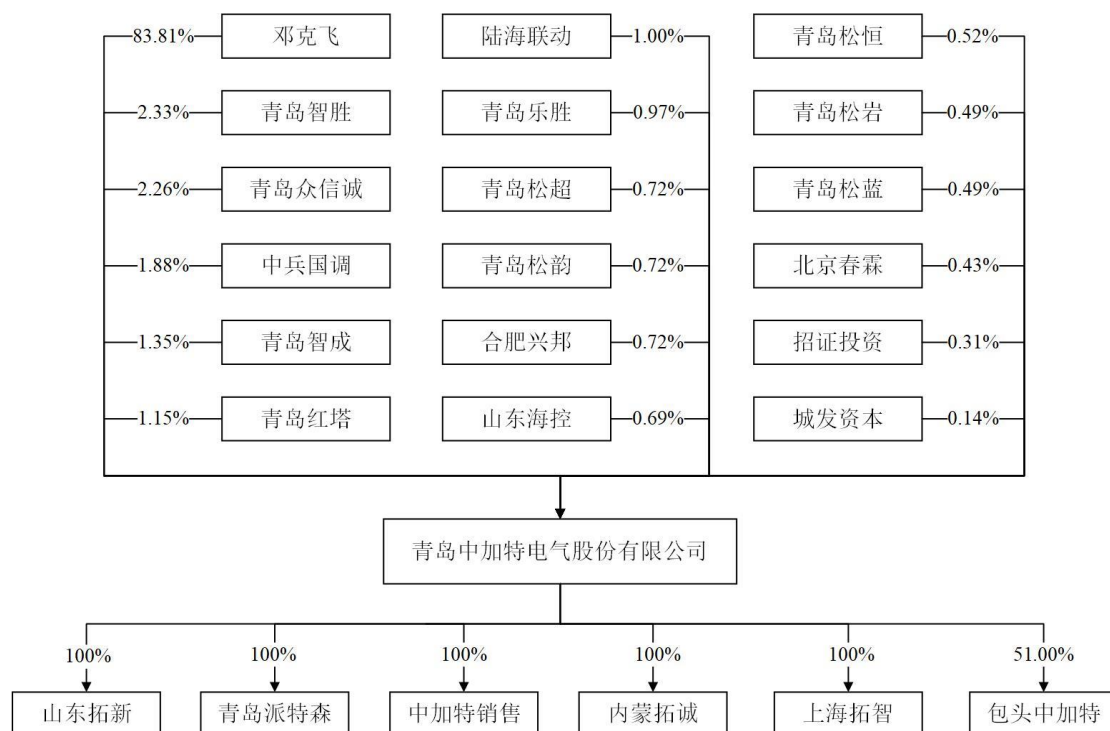 83.81% 邓克飞 陆海联动 1.00% 青岛松恒 0.52%
2.33% 青岛智胜 青岛乐胜 0.97% 青岛松岩 0.49%
2.26% 青岛众信诚 青岛松超 0.72% 青岛松蓝 0.49%
1.88% 中兵国调 青岛松韵 0.72% 北京春霖 0.43%
1.35% 青岛智成 合肥兴邦 0.72% 招证投资 0.31%
1.15% 青岛红塔 山东海控 0.69% 城发资本 0.14%
青岛中加特电气股份有限公司
100% 100% 100% 100% 100% 51.00%
山东拓新 青岛派特森 中加特销售 内蒙拓诚 上海拓智 包头中加特